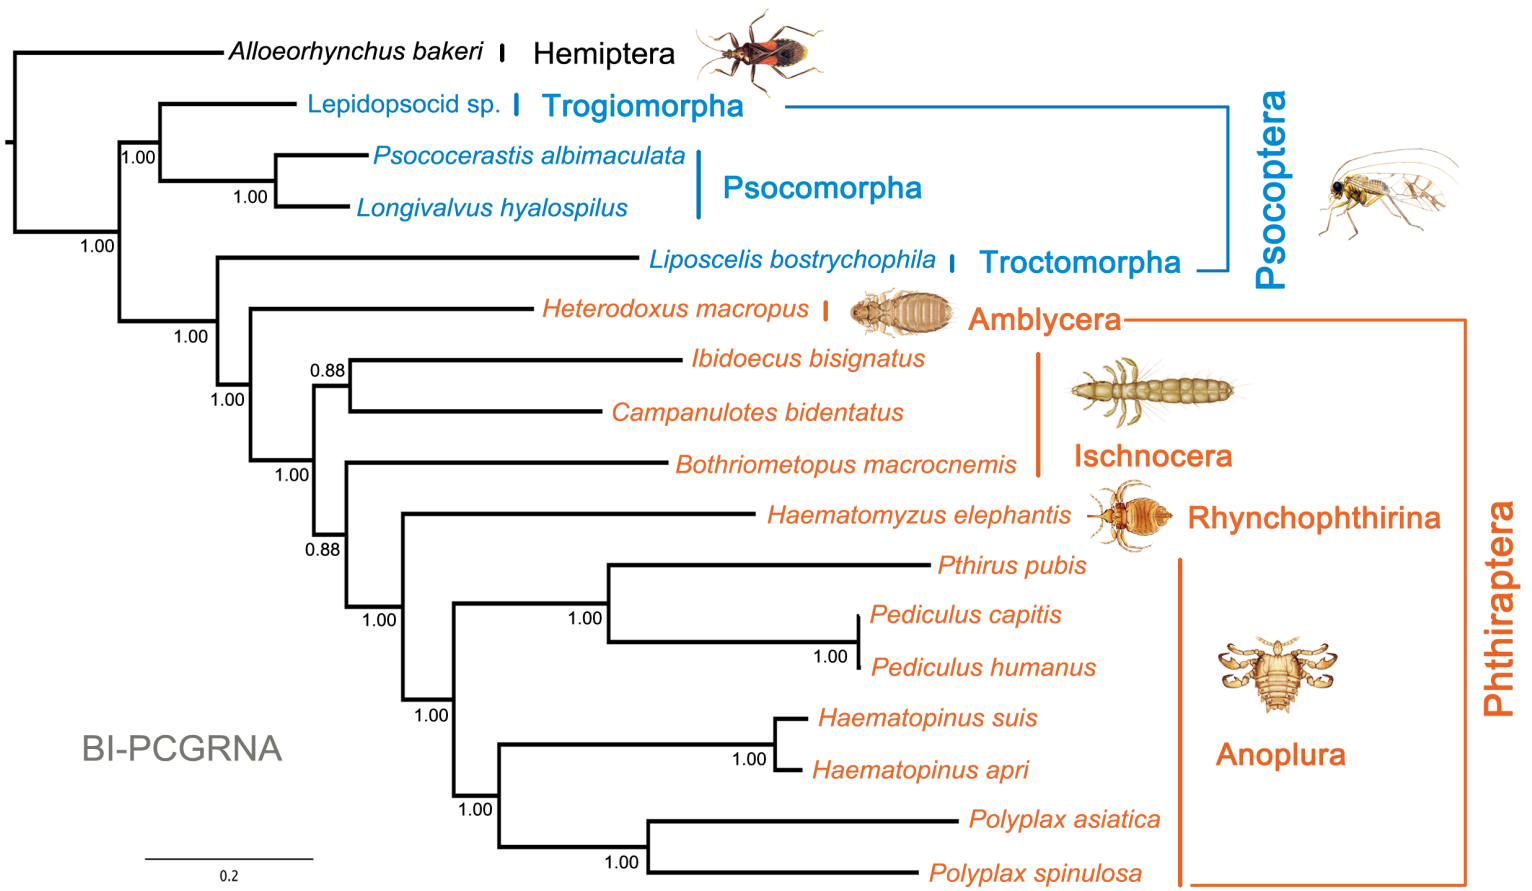 Alloeorhynchus bakeri Hemiptera
Lepidopsocid sp. Trogiomorpha
1.00
Psococerastis albimaculata
Psocomorpha
1.00
Longivalvus hyalospilus
Psocoptera
1.00
Liposcelis bostrychophila Troctomorpha
1.00
Heterodoxus macropus Amblycera
0.88
Ibidoecus bisignatus
1.00
Campanulotes bidentatus
Ischnocera
1.00
Bothriometopus macrocnemis
Haematomyzus elephantis Rhynchophthirina
0.88
Pthirus pubis
Phthiraptera
1.00
1.00
Pediculus capitis
1.00
Pediculus humanus
1.00
Haematopinus suis
BI-PCGRNA
1.00
Anoplura
Haematopinus apri
1.00
Polyplax asiatica
1.00
Polyplax spinulosa
0.2